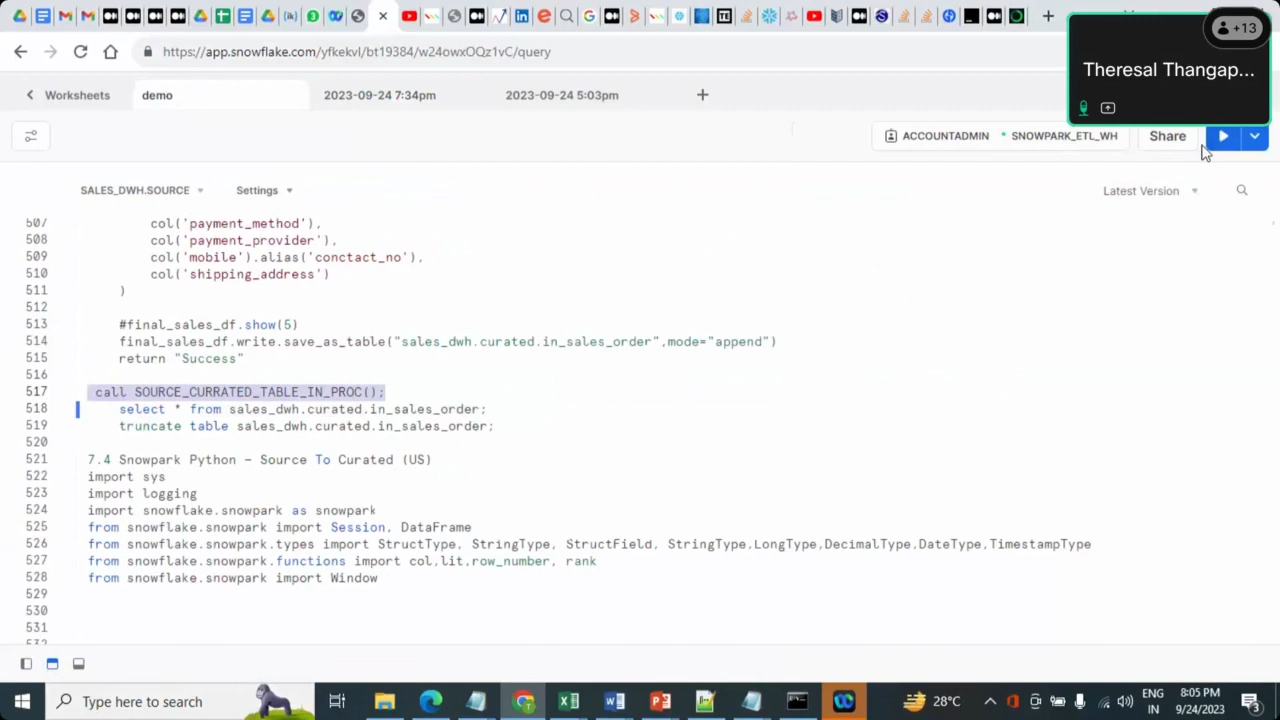 +13
https://app.snowflake.com/yfkekvl/bt19384/w24owxOQz1vC/query
Theresal Thangap...
Worksheets
demo
2023-09-24 7:34pm
2023-09-24 5:03pm
ACCOUNTADMIN
SNOWPARK_ETL_WH
Share
SALES_DWH.SOURCE
Settings
Latest Version
507 col('payment_method'),
508 col('payment_provider'),
509 col('mobile').alias('conctact_no'),
510 col('shipping_address')
511 )
512
513 #final_sales_df.show(5)
514 final_sales_df.write.save_as_table("sales_dwh.curated.in_sales_order",mode="append")
515 return "Success"
516
517 call SOURCE_CURRATED_TABLE_IN_PROC();
518 select * from sales_dwh.curated.in_sales_order;
519 truncate table sales_dwh.curated.in_sales_order;
520
521 7.4 Snowpark Python – Source To Curated (US)
522 import sys
523 import logging
524 import snowflake.snowpark as snowpark
525 from snowflake.snowpark import Session, DataFrame
526 from snowflake.snowpark.types import StructType, StringType, StructField, StringType,LongType,DecimalType,DateType,TimestampType
527 from snowflake.snowpark.functions import col,lit,row_number, rank
528 from snowflake.snowpark import Window
529
530
531
532
Type here to search
28°C
ENG
IN
8:05 PM
9/24/2023
3